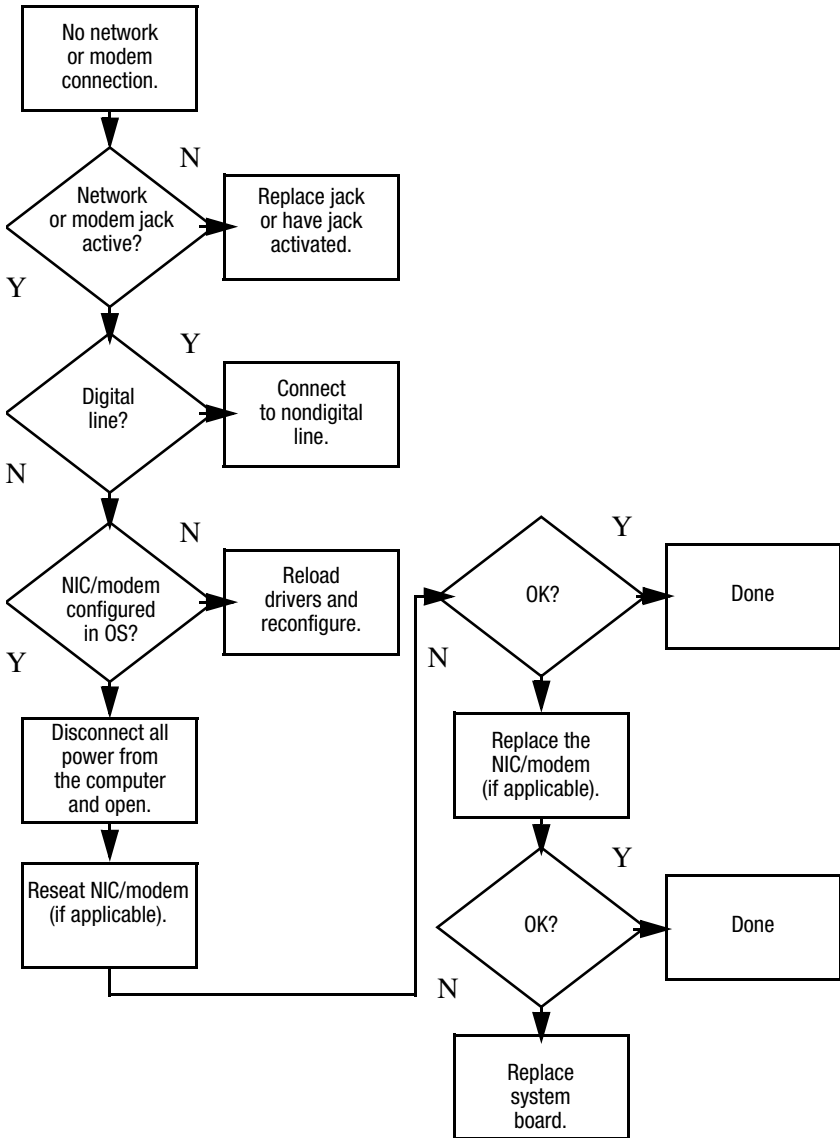 No network
or modem
connection.
N
Network
or modem jack
active?
Replace jack
or have jack
activated.
Y
Y
Digital
line?
Connect
to nondigital
line.
N
N
NIC/modem
configured
in OS?
Reload
drivers and
reconfigure.
Y
Disconnect all
power from
the computer
and open.
Reseat NIC/modem
(if applicable).
Y
OK?
Done
N
Replace the
NIC/modem
(if applicable).
Y
OK?
Done
N
Replace
system
board.